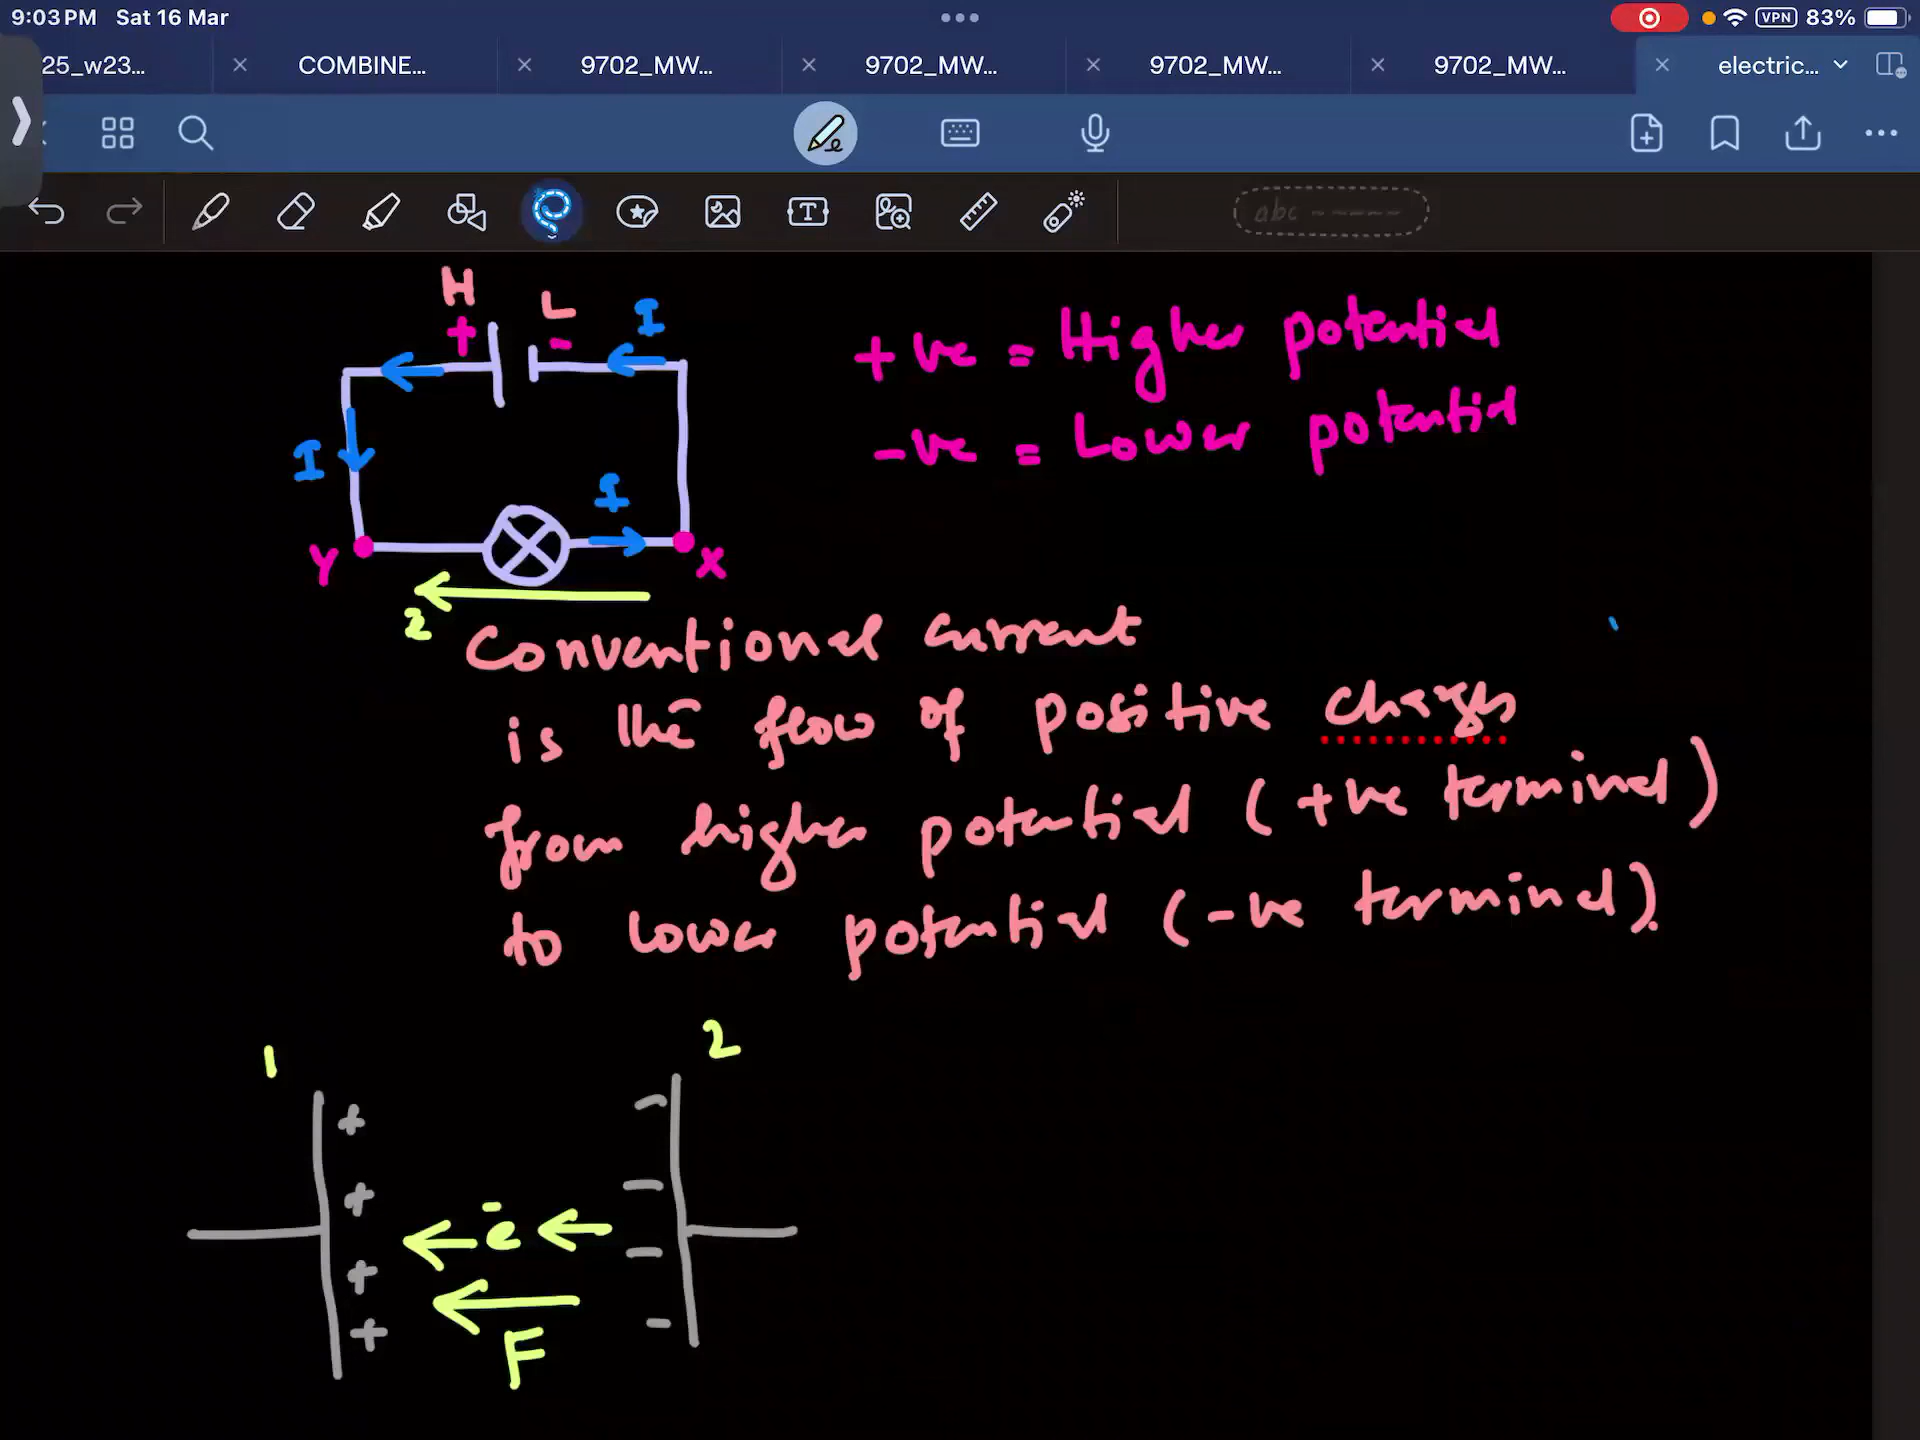 9:03 PM Sat 16 Mar
VPN 83%
25_w23...
COMBINE...
9702_MW...
9702_MW...
9702_MW...
9702_MW...
electric...
abc
H
L
+
-
I
I
I
Y
X
2
+ve = Higher potential
-ve = Lower potential
Conventional current
is the flow of positive charges
from higher potential (+ve terminal)
to lower potential (-ve terminal).
1
2
+ -
+ -
ē
+ -
+ -
F